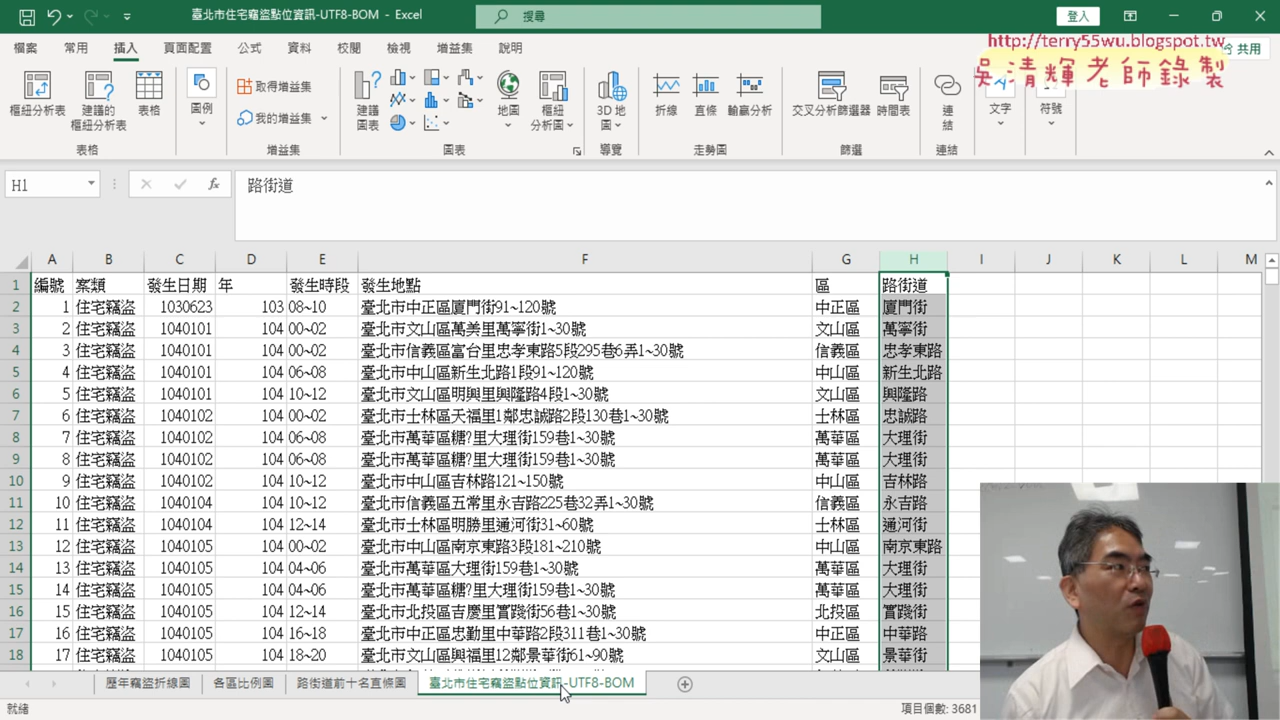 臺北市住宅竊盜點位資訊-UTF8-BOM - Excel
搜尋
登入
檔案 常用 插入 頁面配置 公式 資料 校閱 檢視 增益集 說明
共用
http://terry55wu.blogspot.tw
吳清輝老師錄製
樞紐分析表 建議的樞紐分析表 表格 圖例 取得增益集 我的增益集 建議圖表 地圖 樞紐分析圖 3D 地圖 折線 直條 輸贏分析 交叉分析篩選器 時間表 連結 文字 符號
表格 增益集 圖表 導覽 走勢圖 篩選 連結
H1 fx 路街道
A B C D E F G H I J K L M
1 編號 案類 發生日期 年 發生時段 發生地點 區 路街道
2 1 住宅竊盜 1030623 103 08~10 臺北市中正區廈門街91~120號 中正區 廈門街
3 2 住宅竊盜 1040101 104 00~02 臺北市文山區萬美里萬寧街1~30號 文山區 萬寧街
4 3 住宅竊盜 1040101 104 00~02 臺北市信義區富台里忠孝東路5段295巷6弄1~30號 信義區 忠孝東路
5 4 住宅竊盜 1040101 104 06~08 臺北市中山區新生北路1段91~120號 中山區 新生北路
6 5 住宅竊盜 1040101 104 10~12 臺北市文山區明興里興隆路4段1~30號 文山區 興隆路
7 6 住宅竊盜 1040102 104 00~02 臺北市士林區天福里1鄰忠誠路2段130巷1~30號 士林區 忠誠路
8 7 住宅竊盜 1040102 104 06~08 臺北市萬華區糖?里大理街159巷1~30號 萬華區 大理街
9 8 住宅竊盜 1040102 104 06~08 臺北市萬華區糖?里大理街159巷1~30號 萬華區 大理街
10 9 住宅竊盜 1040102 104 10~12 臺北市中山區吉林路121~150號 中山區 吉林路
11 10 住宅竊盜 1040104 104 10~12 臺北市信義區五常里永吉路225巷32弄1~30號 信義區 永吉路
12 11 住宅竊盜 1040104 104 12~14 臺北市士林區明勝里通河街31~60號 士林區 通河街
13 12 住宅竊盜 1040105 104 00~02 臺北市中山區南京東路3段181~210號 中山區 南京東路
14 13 住宅竊盜 1040105 104 04~06 臺北市萬華區大理街159巷1~30號 萬華區 大理街
15 14 住宅竊盜 1040105 104 04~06 臺北市萬華區大理街159巷1~30號 萬華區 大理街
16 15 住宅竊盜 1040105 104 12~14 臺北市北投區吉慶里實踐街56巷1~30號 北投區 實踐街
17 16 住宅竊盜 1040105 104 16~18 臺北市中正區忠勤里中華路2段311巷1~30號 中正區 中華路
18 17 住宅竊盜 1040105 104 18~20 臺北市文山區興福里12鄰景華街61~90號 文山區 景華街
歷年竊盜折線圖 各區比例圖 路街道前十名直條圖 臺北市住宅竊盜點位資訊-UTF8-BOM
就緒 項目個數: 3681